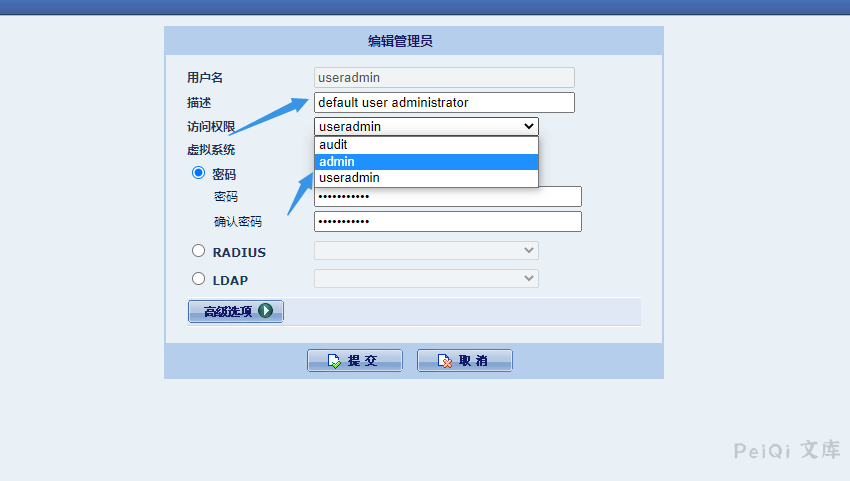 编辑管理员
用户名 useradmin
描述 default user administrator
访问权限 useradmin
audit
虚拟系统
admin
密码 useradmin
密码 •••••••••••
确认密码 •••••••••••
RADIUS
LDAP
高级选项
提交 取消
PeiQi 文库